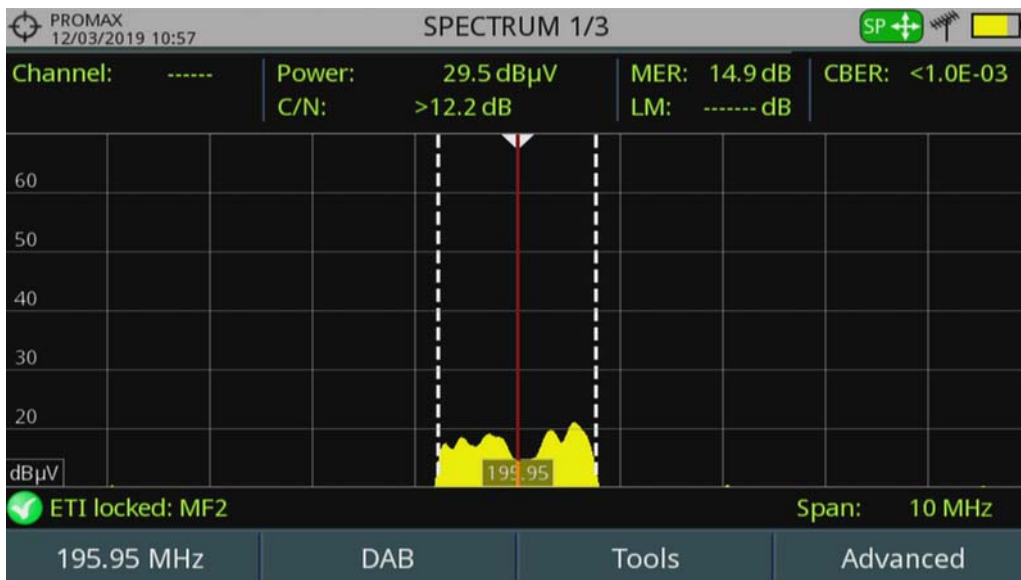 PROMAX
12/03/2019 10:57
SPECTRUM 1/3
SP
Channel: ------
Power: 29.5 dBµV
MER: 14.9 dB
CBER: <1.0E-03
C/N: >12.2 dB
LM: ------- dB
60
50
40
30
20
dBµV
195.95
ETI locked: MF2
Span: 10 MHz
195.95 MHz
DAB
Tools
Advanced